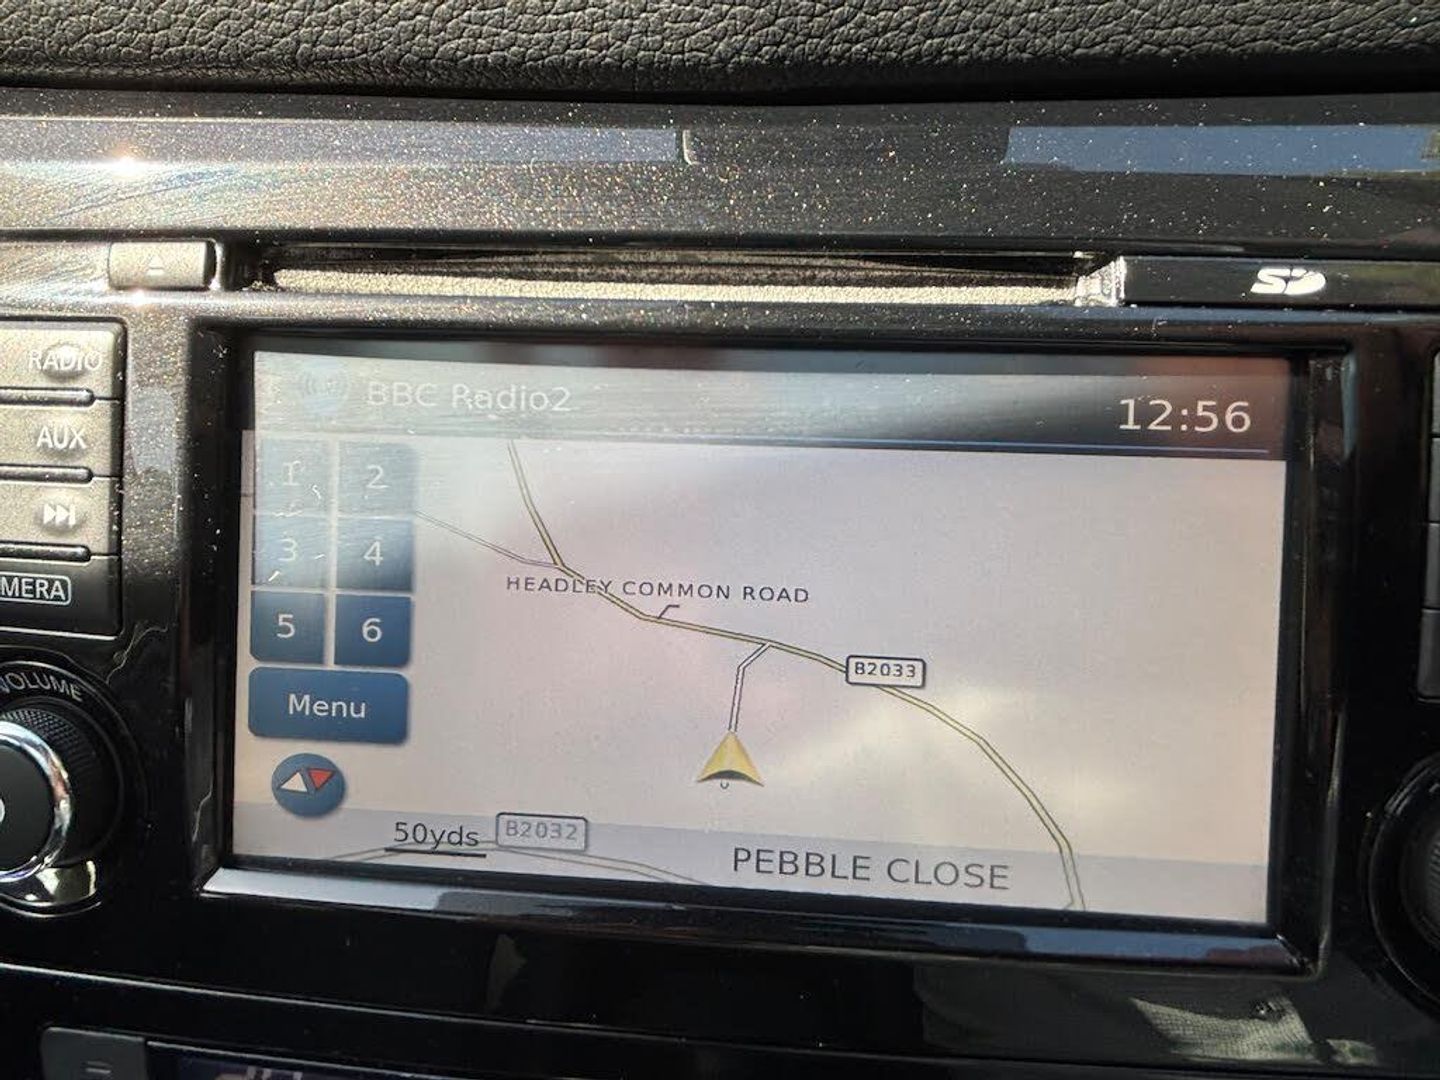 SD
RADIO
AUX
MERA
VOLUME
BBC Radio2
12:56
1
2
3
4
5
6
Menu
HEADLEY COMMON ROAD
B2033
50yds
B2032
PEBBLE CLOSE